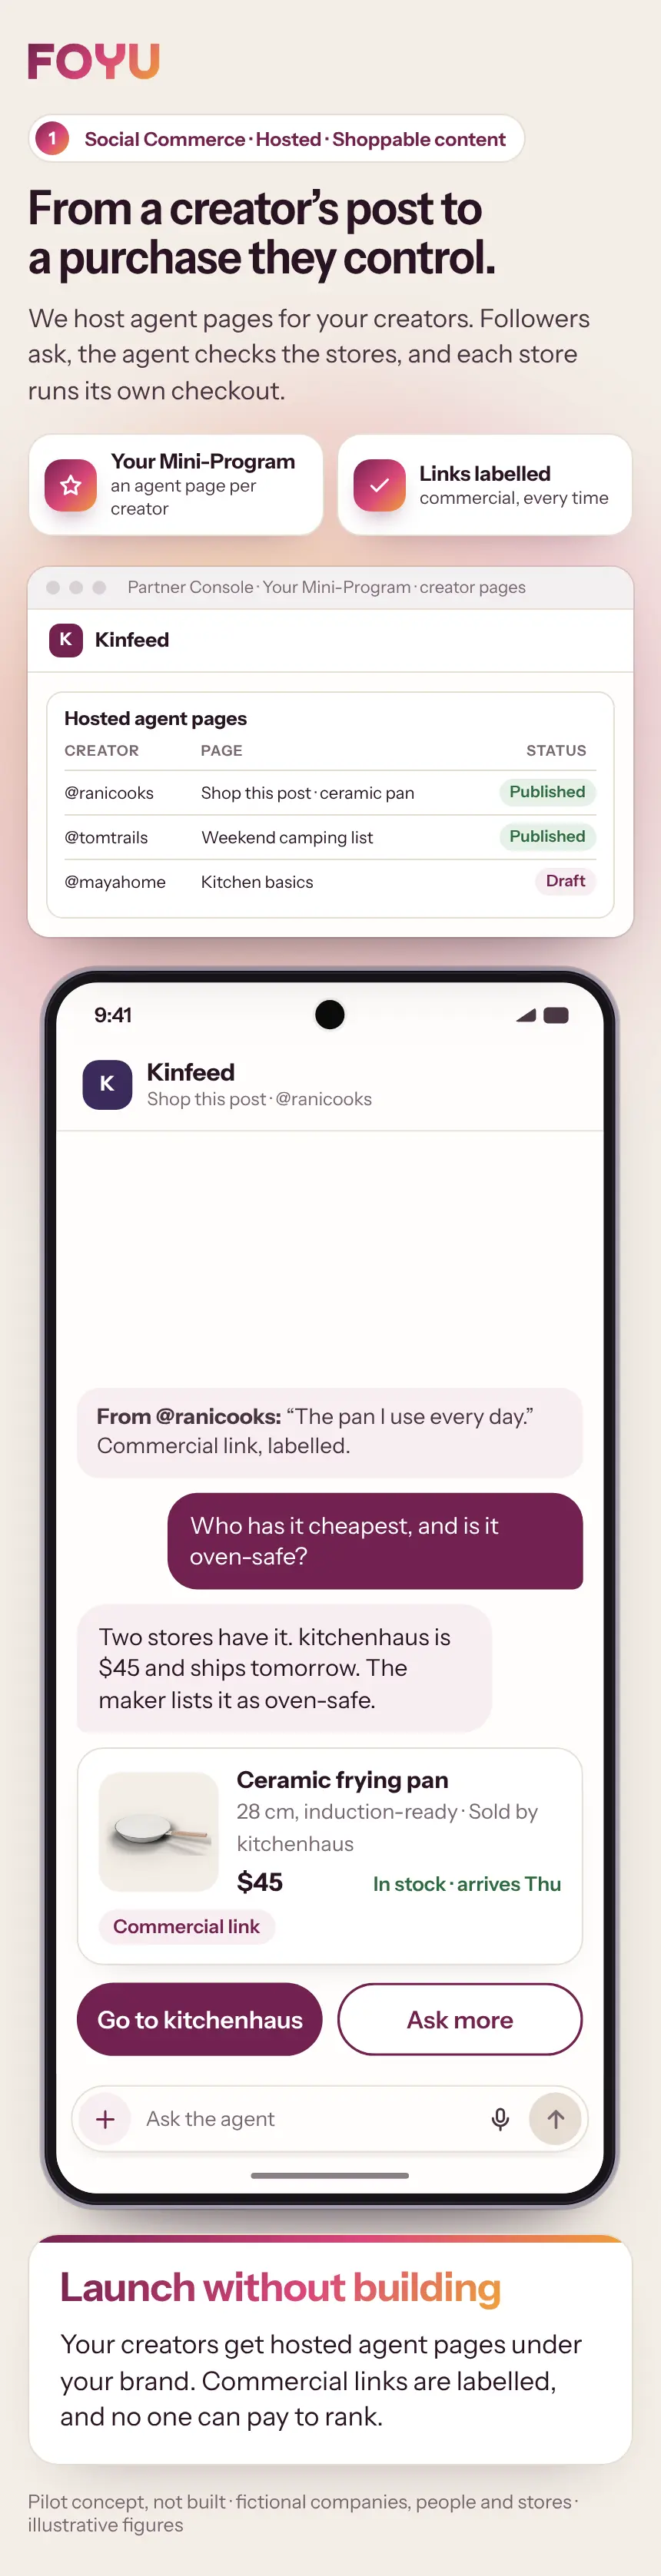 FOYU
1 Social Commerce · Hosted · Shoppable content
From a creator’s post to
a purchase they control.
We host agent pages for your creators. Followers
ask, the agent checks the stores, and each store
runs its own checkout.
Your Mini-Program
an agent page per
creator
Links labelled
commercial, every time
Partner Console · Your Mini-Program · creator pages
K Kinfeed
Hosted agent pages
CREATOR PAGE STATUS
@ranicooks Shop this post · ceramic pan Published
@tomtrails Weekend camping list Published
@mayahome Kitchen basics Draft
9:41
K Kinfeed
Shop this post · @ranicooks
From @ranicooks: “The pan I use every day.”
Commercial link, labelled.
Who has it cheapest, and is it
oven-safe?
Two stores have it. kitchenhaus is
$45 and ships tomorrow. The
maker lists it as oven-safe.
Ceramic frying pan
28 cm, induction-ready · Sold by
kitchenhaus
$45 In stock · arrives Thu
Commercial link
Go to kitchenhaus Ask more
Ask the agent
Launch without building
Your creators get hosted agent pages under
your brand. Commercial links are labelled,
and no one can pay to rank.
Pilot concept, not built · fictional companies, people and stores ·
illustrative figures